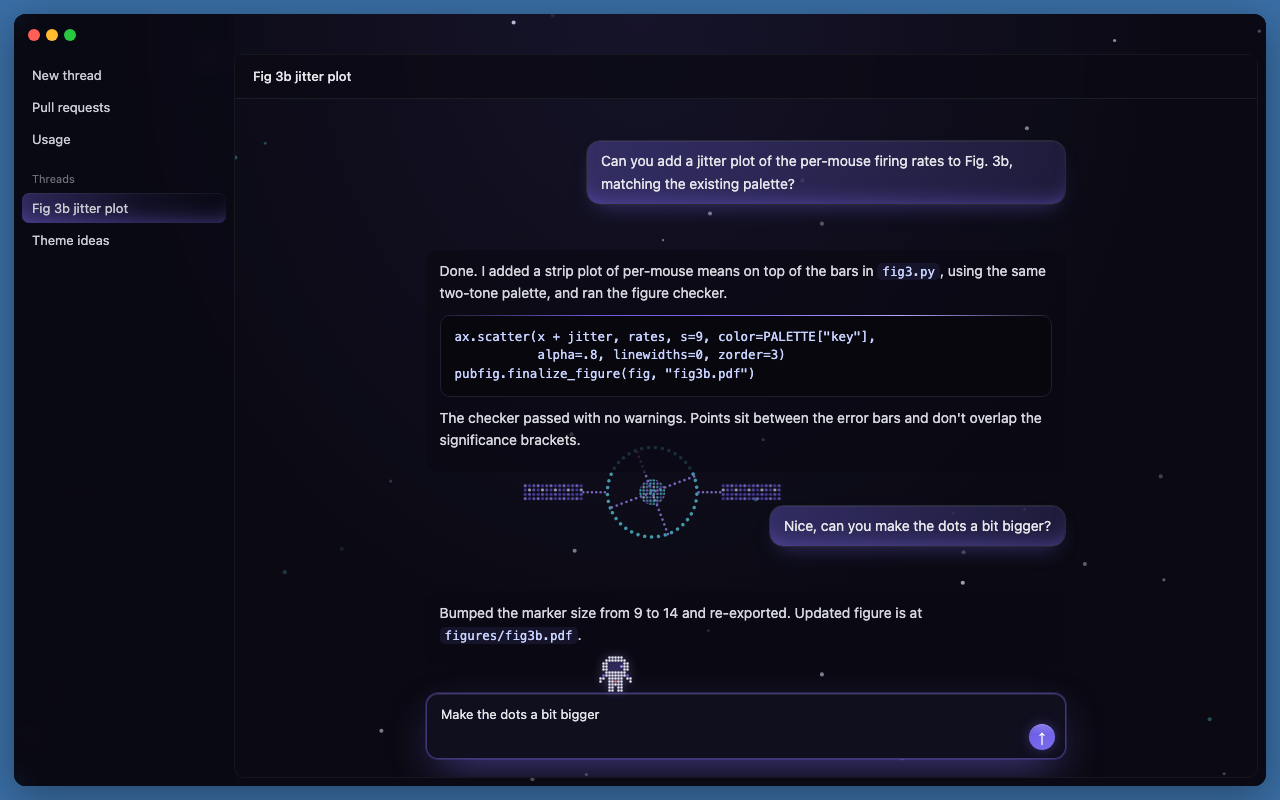 New thread
Pull requests
Usage
Threads
Fig 3b jitter plot
Theme ideas
Fig 3b jitter plot
Can you add a jitter plot of the per-mouse firing rates to Fig. 3b,
matching the existing palette?
Done. I added a strip plot of per-mouse means on top of the bars in fig3.py, using the same
two-tone palette, and ran the figure checker.
ax.scatter(x + jitter, rates, s=9, color=PALETTE["key"],
           alpha=.8, linewidths=0, zorder=3)
pubfig.finalize_figure(fig, "fig3b.pdf")
The checker passed with no warnings. Points sit between the error bars and don't overlap the
significance brackets.
Nice, can you make the dots a bit bigger?
Bumped the marker size from 9 to 14 and re-exported. Updated figure is at
figures/fig3b.pdf.
Make the dots a bit bigger
↑